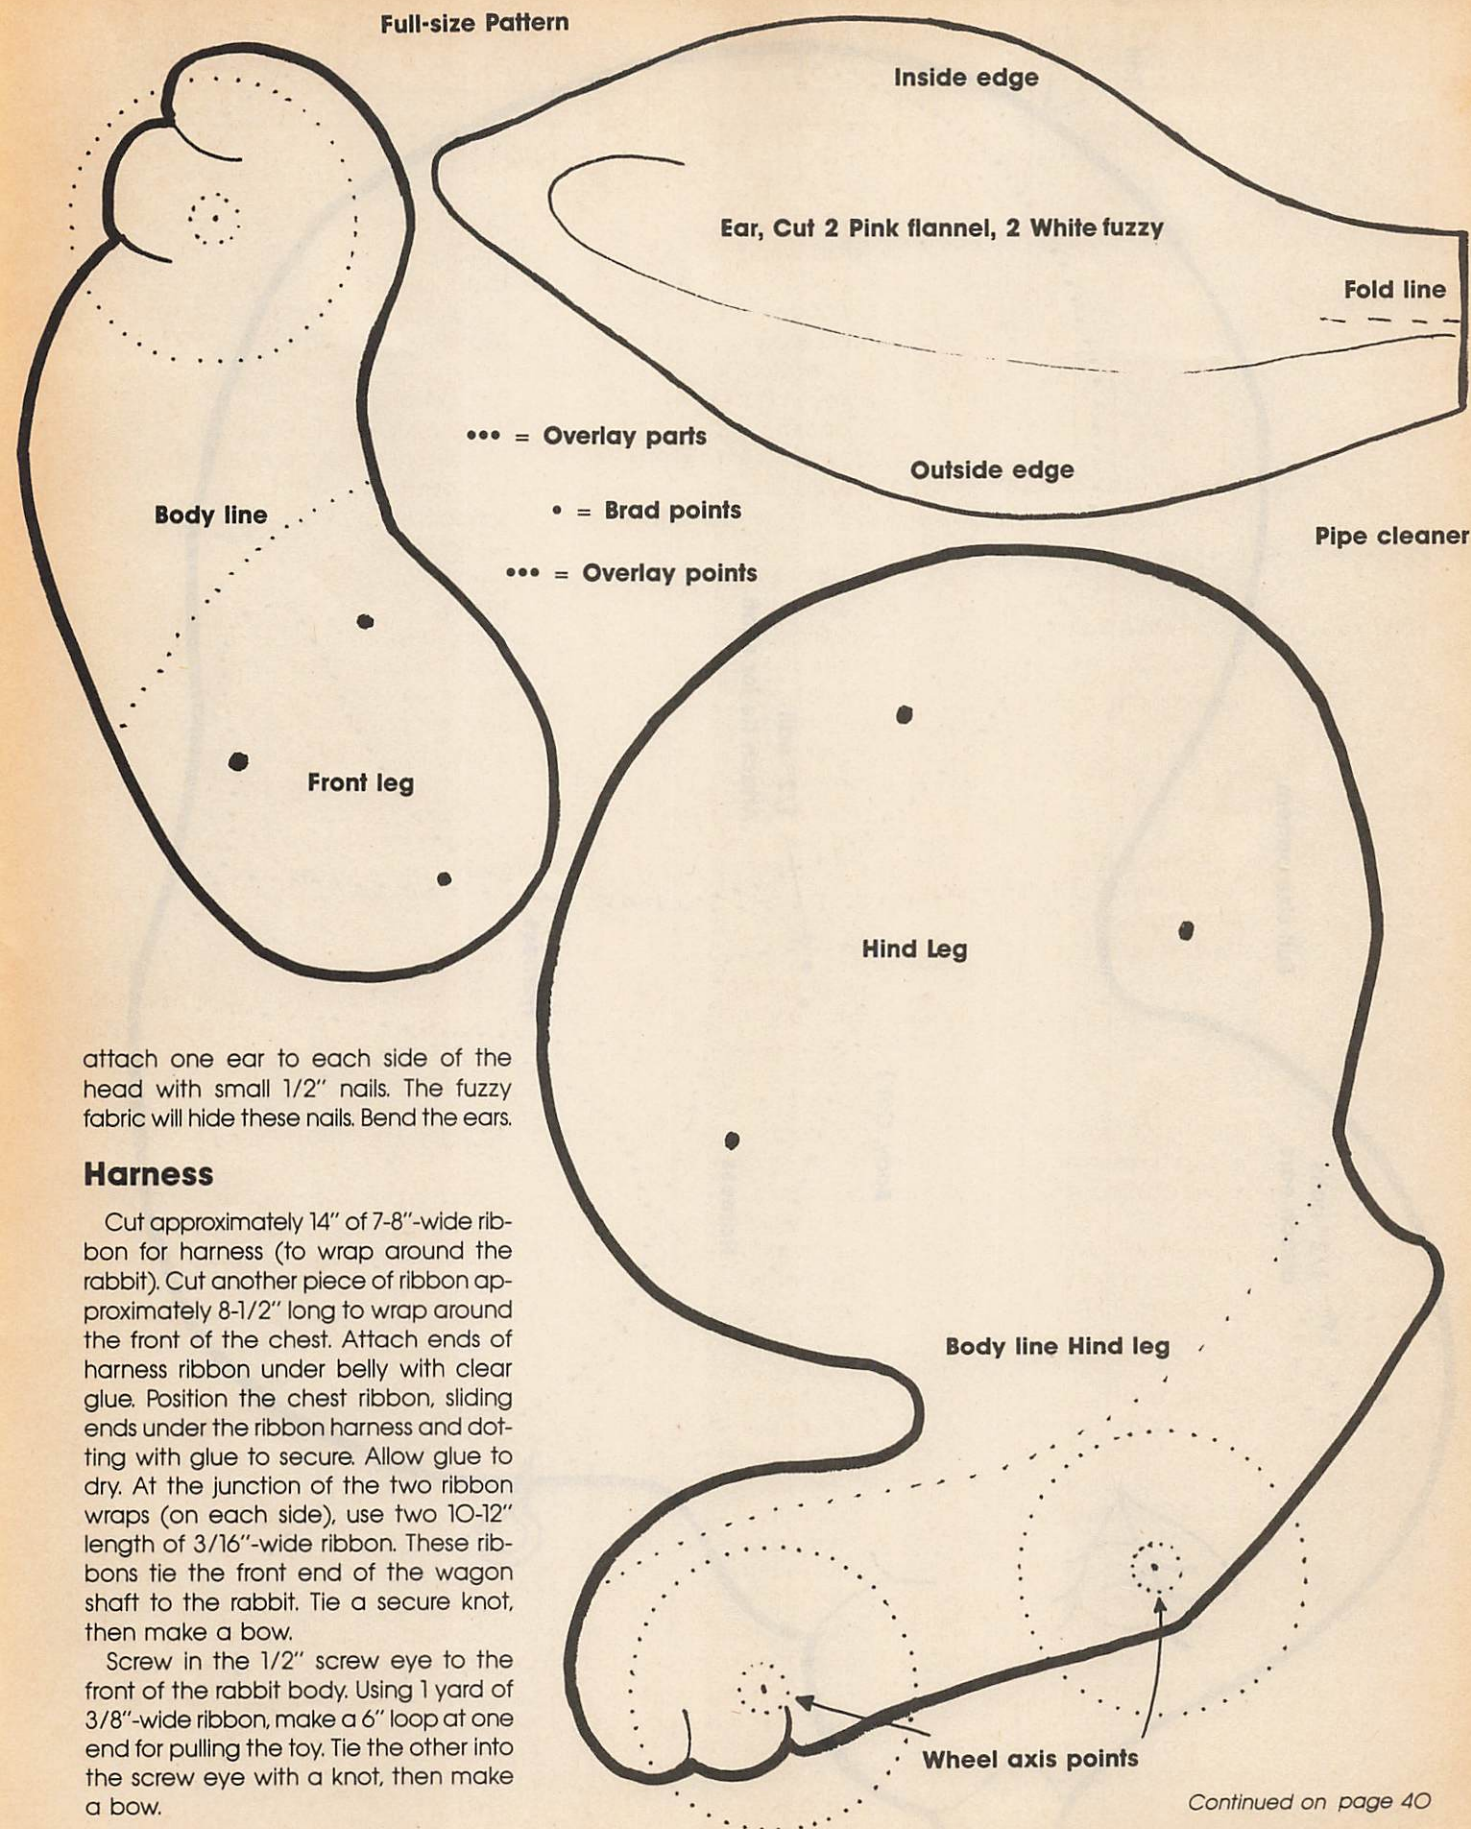 Full-size Pattern
Inside edge
Ear, Cut 2 Pink flannel, 2 White fuzzy
Fold line
••• = Overlay parts
Outside edge
Body line
• = Brad points
Pipe cleaner
••• = Overlay points
Front leg
Hind Leg
attach one ear to each side of the
head with small 1/2" nails. The fuzzy
fabric will hide these nails. Bend the ears.
Harness
Cut approximately 14" of 7-8"-wide rib-
bon for harness (to wrap around the
rabbit). Cut another piece of ribbon ap-
proximately 8-1/2" long to wrap around
the front of the chest. Attach ends of
harness ribbon under belly with clear
glue. Position the chest ribbon, sliding
ends under the ribbon harness and dot-
ting with glue to secure. Allow glue to
dry. At the junction of the two ribbon
wraps (on each side), use two 10-12"
length of 3/16"-wide ribbon. These rib-
bons tie the front end of the wagon
shaft to the rabbit. Tie a secure knot,
then make a bow.
Screw in the 1/2" screw eye to the
front of the rabbit body. Using 1 yard of
3/8"-wide ribbon, make a 6" loop at one
end for pulling the toy. Tie the other into
the screw eye with a knot, then make
a bow.
Body line Hind leg
Wheel axis points
Continued on page 40